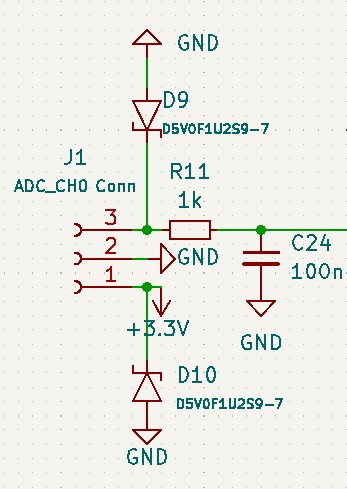 GND
D9
D5V0F1U2S9-7
J1
ADC_CH0 Conn
R11
1k
3
2
GND
1
C24
100n
+3.3V
GND
D10
D5V0F1U2S9-7
GND